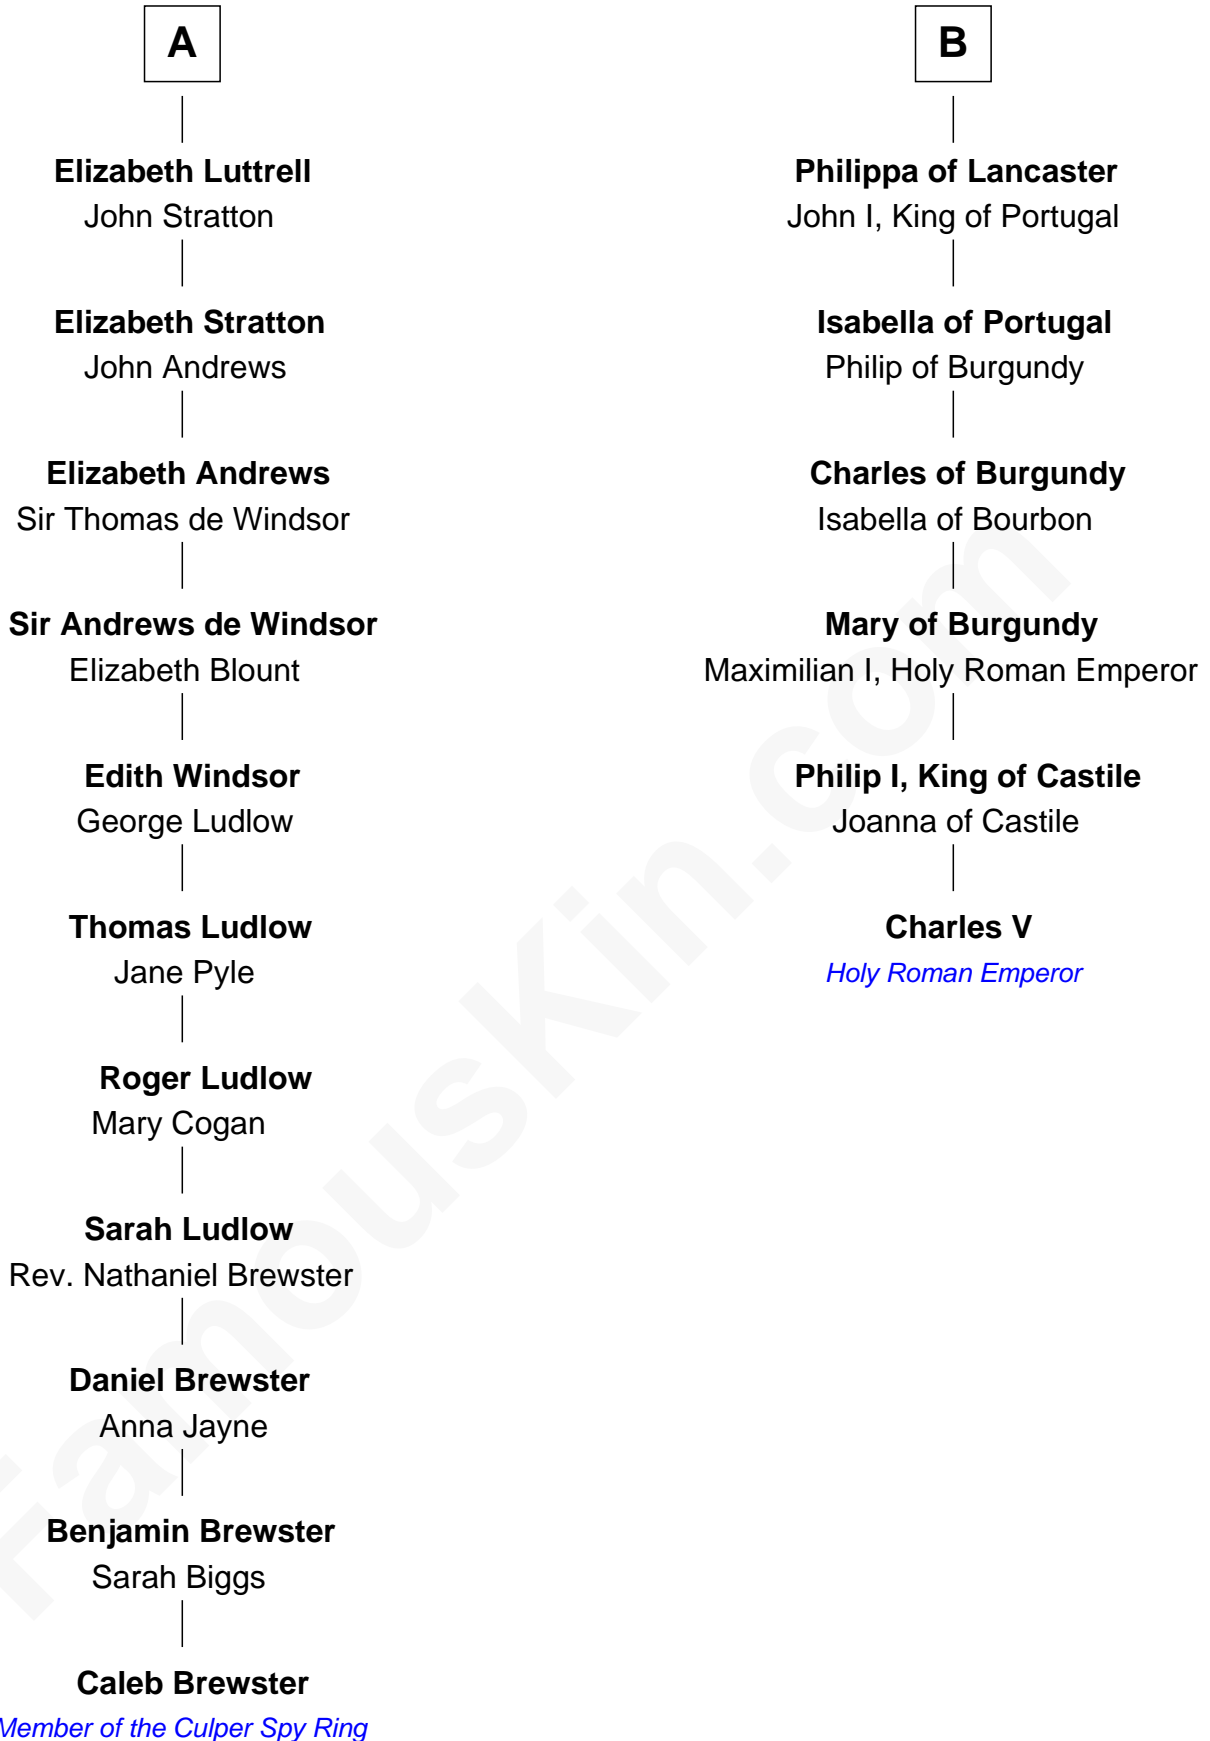 A
Elizabeth Luttrell
John Stratton
Elizabeth Stratton
John Andrews
Elizabeth Andrews
Sir Thomas de Windsor
Sir Andrews de Windsor
Elizabeth Blount
Edith Windsor
George Ludlow
Thomas Ludlow
Jane Pyle
Roger Ludlow
Mary Cogan
Sarah Ludlow
Rev. Nathaniel Brewster
Daniel Brewster
Anna Jayne
Benjamin Brewster
Sarah Biggs
Caleb Brewster
Member of the Culper Spy Ring
B
Philippa of Lancaster
John I, King of Portugal
Isabella of Portugal
Philip of Burgundy
Charles of Burgundy
Isabella of Bourbon
Mary of Burgundy
Maximilian I, Holy Roman Emperor
Philip I, King of Castile
Joanna of Castile
Charles V
Holy Roman Emperor
FamousKin.com